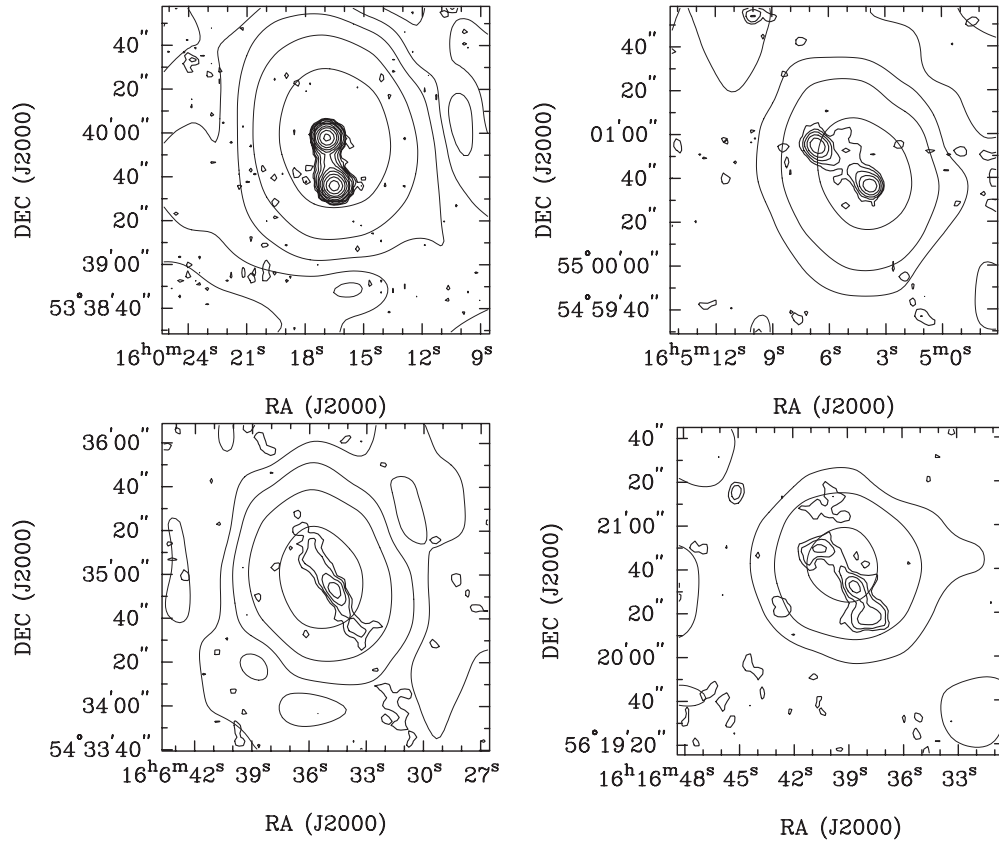 DEC (J2000)
40"
20"
40'00"
40"
20"
39'00"
53°38'40"
16h0m24s 21s 18s 15s 12s 9s
RA (J2000)
DEC (J2000)
40"
20"
01'00"
40"
20"
55°00'00"
54°59'40"
16h5m12s 9s 6s 3s 5m0s
RA (J2000)
DEC (J2000)
36'00"
40"
20"
35'00"
40"
20"
34'00"
54°33'40"
16h6m42s 39s 36s 33s 30s 27s
RA (J2000)
DEC (J2000)
40"
20"
21'00"
40"
20"
20'00"
40"
56°19'20"
16h16m48s 45s 42s 39s 36s 33s
RA (J2000)